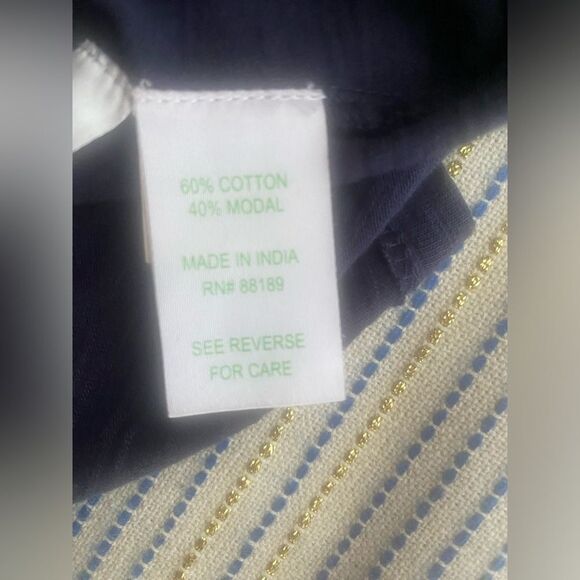 60% COTTON
40% MODAL
MADE IN INDIA
RN# 88189
SEE REVERSE
FOR CARE